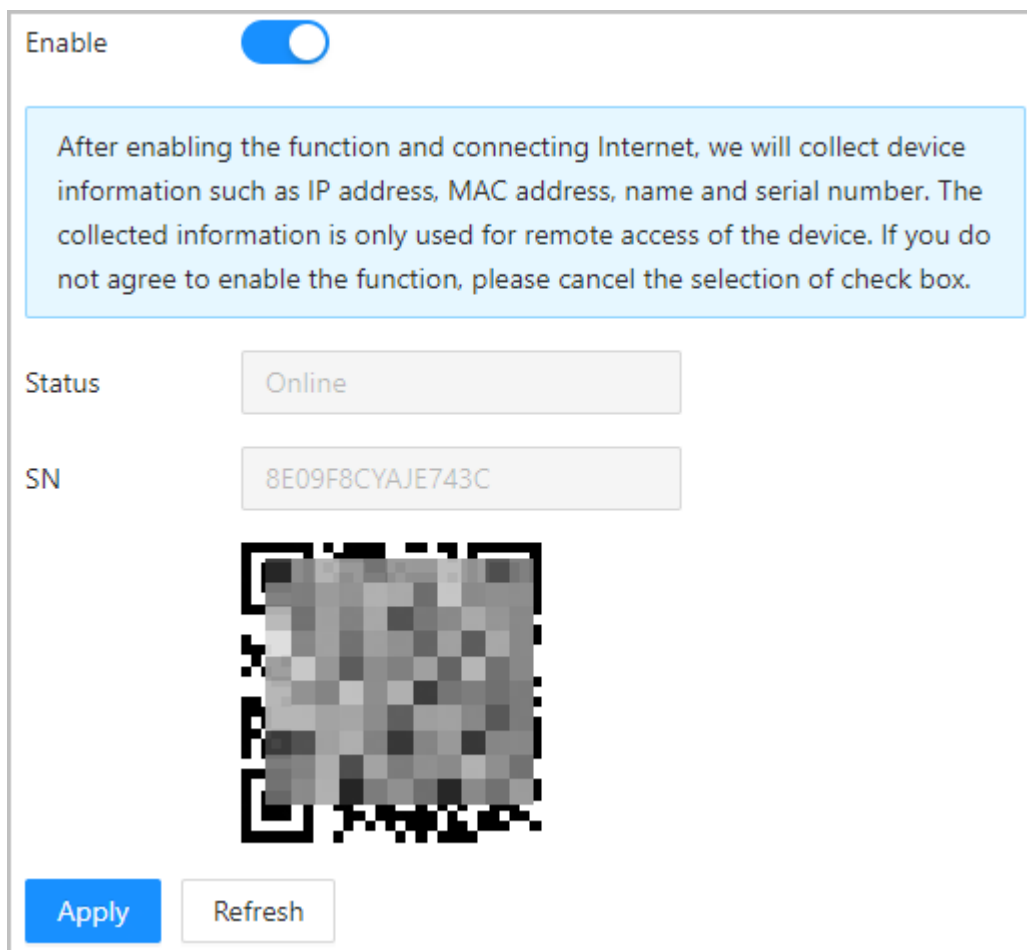 Enable
After enabling the function and connecting Internet, we will collect device
information such as IP address, MAC address, name and serial number. The
collected information is only used for remote access of the device. If you do
not agree to enable the function, please cancel the selection of check box.
Status Online
SN 8E09F8CYAJE743C
Apply Refresh